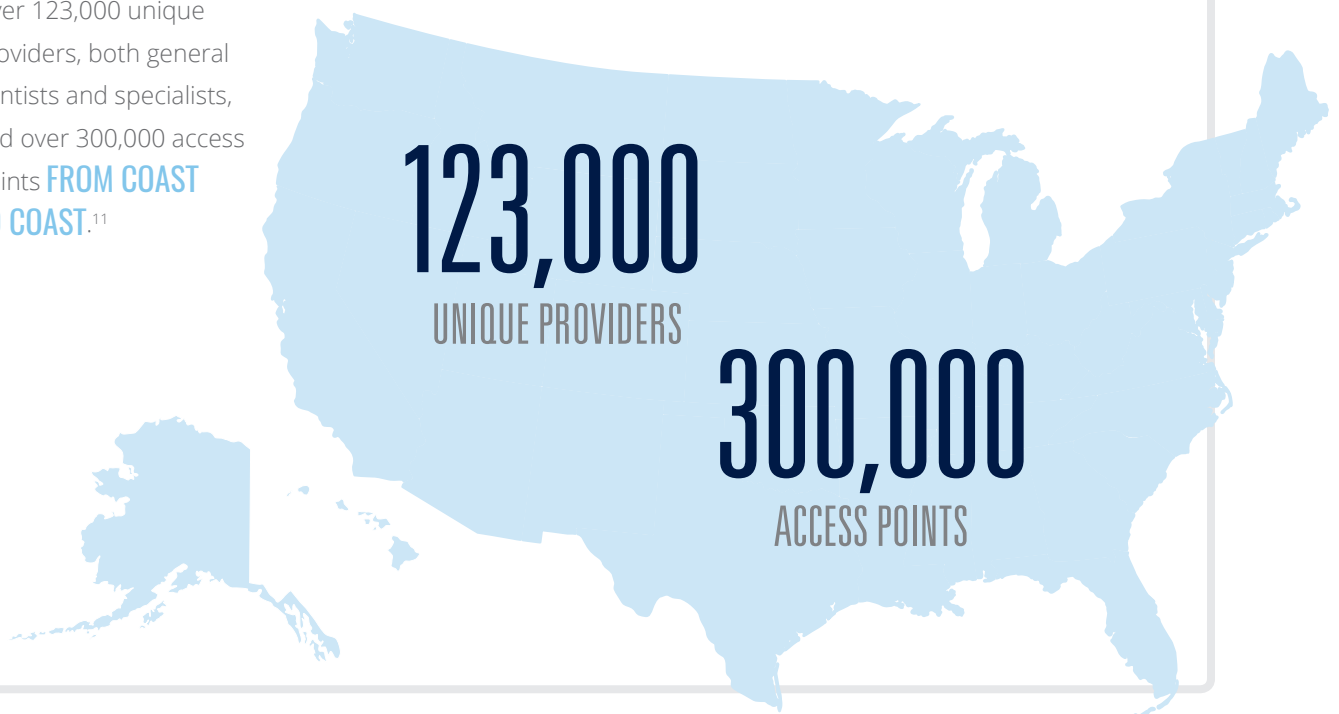 ver 123,000 unique
oviders, both general
ntists and specialists,
d over 300,000 access
ints FROM COAST
COAST.11
123,000
UNIQUE PROVIDERS
300,000
ACCESS POINTS